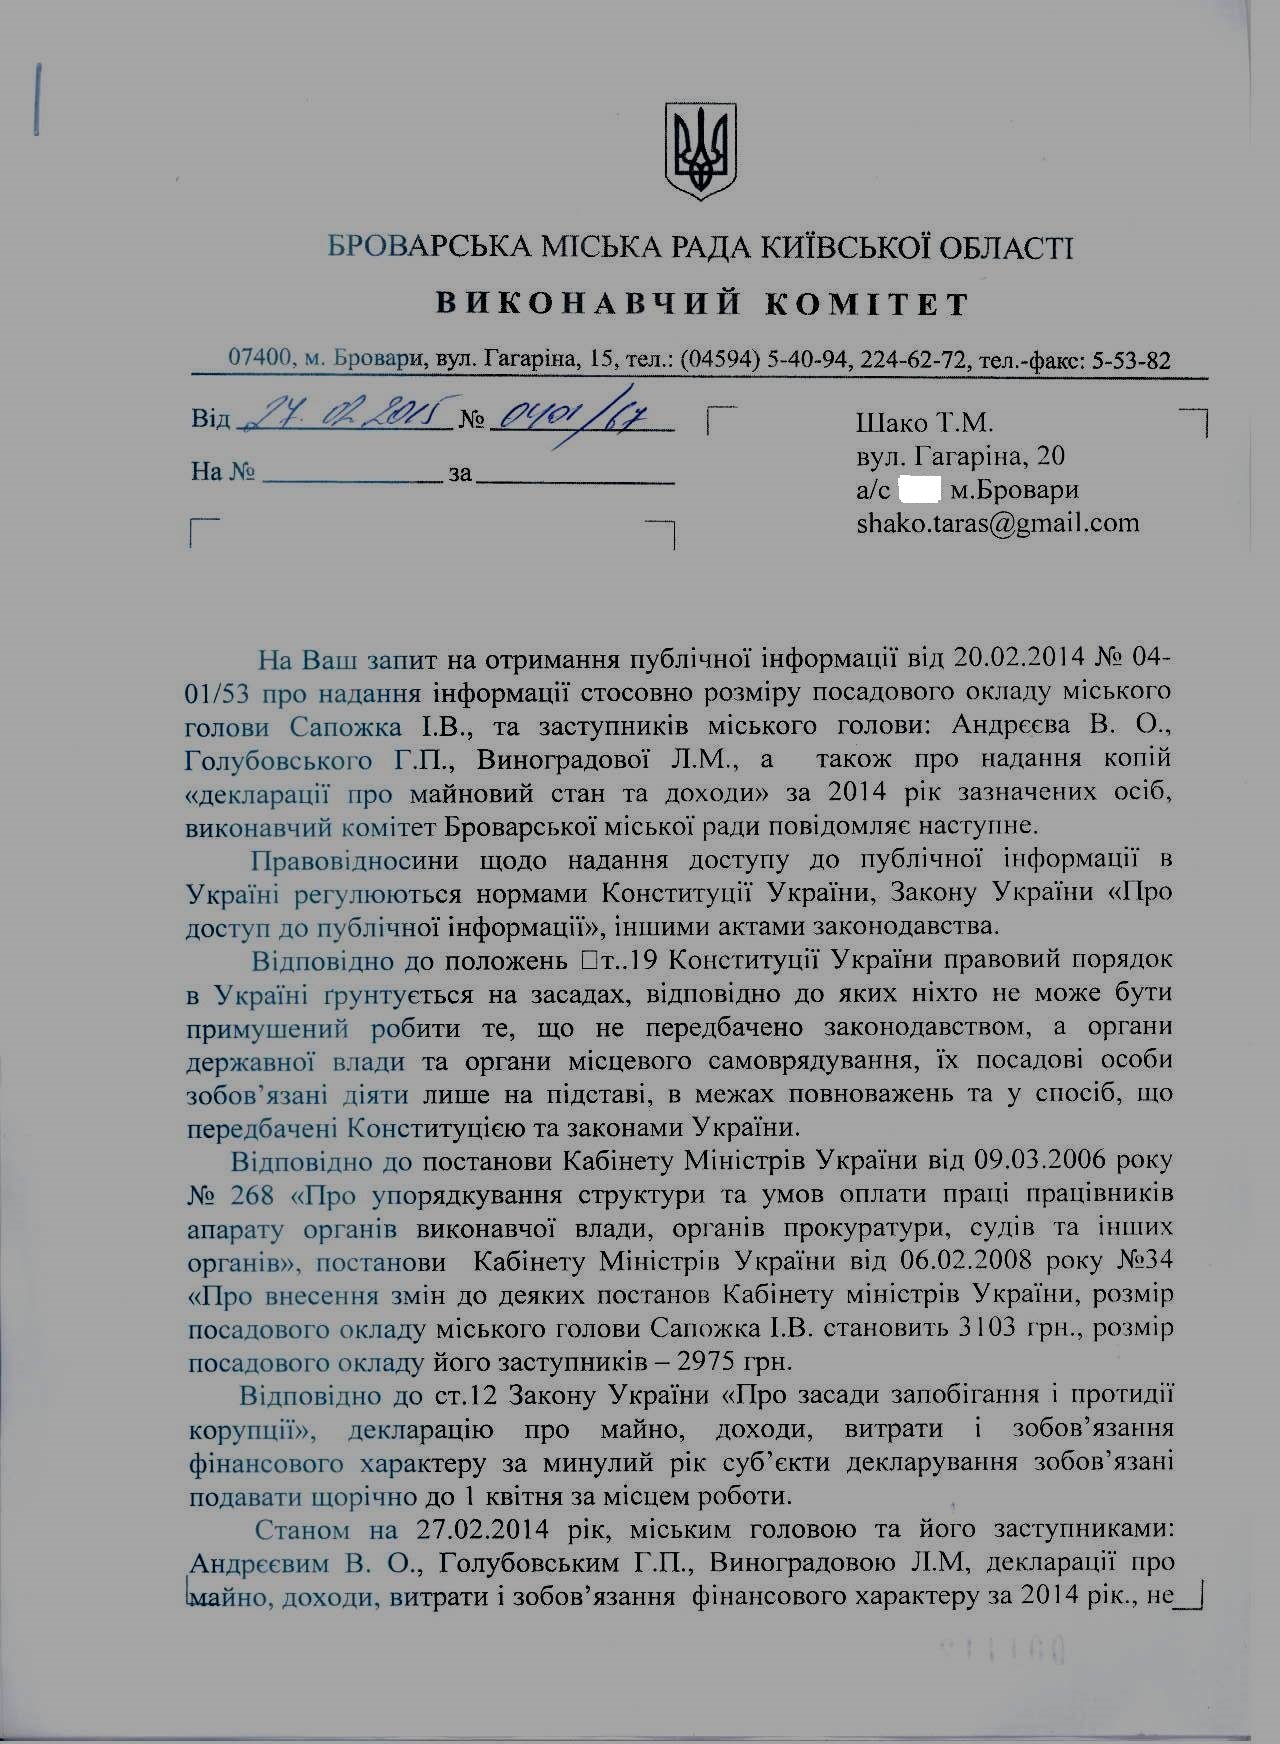 БРОВАРСЬКА МІСЬКА РАДА КИЇВСЬКОЇ ОБЛАСТІ
ВИКОНАВЧИЙ КОМІТЕТ
07400, м. Бровари, вул. Гагаріна, 15, тел.: (04594) 5-40-94, 224-62-72, тел.-факс: 5-53-82
Від 27.02.2015 № 0401/67
На № за
Шако Т.М.
вул. Гагаріна, 20
а/с м.Бровари
shako.taras@gmail.com
На Ваш запит на отримання публічної інформації від 20.02.2014 № 04-
01/53 про надання інформації стосовно розміру посадового окладу міського
голови Сапожка І.В., та заступників міського голови: Андрєєва В. О.,
Голубовського Г.П., Виноградової Л.М., а також про надання копій
«декларації про майновий стан та доходи» за 2014 рік зазначених осіб,
виконавчий комітет Броварської міської ради повідомляє наступне.
Правовідносини щодо надання доступу до публічної інформації в
Україні регулюються нормами Конституції України, Закону України «Про
доступ до публічної інформації», іншими актами законодавства.
Відповідно до положень □т..19 Конституції України правовий порядок
в Україні ґрунтується на засадах, відповідно до яких ніхто не може бути
примушений робити те, що не передбачено законодавством, а органи
державної влади та органи місцевого самоврядування, їх посадові особи
зобов’язані діяти лише на підставі, в межах повноважень та у спосіб, що
передбачені Конституцією та законами України.
Відповідно до постанови Кабінету Міністрів України від 09.03.2006 року
№ 268 «Про упорядкування структури та умов оплати праці працівників
апарату органів виконавчої влади, органів прокуратури, судів та інших
органів», постанови Кабінету Міністрів України від 06.02.2008 року №34
«Про внесення змін до деяких постанов Кабінету міністрів України, розмір
посадового окладу міського голови Сапожка І.В. становить 3103 грн., розмір
посадового окладу його заступників – 2975 грн.
Відповідно до ст.12 Закону України «Про засади запобігання і протидії
корупції», декларацію про майно, доходи, витрати і зобов’язання
фінансового характеру за минулий рік суб’єкти декларування зобов’язані
подавати щорічно до 1 квітня за місцем роботи.
Станом на 27.02.2014 рік, міським головою та його заступниками:
Андрєєвим В. О., Голубовським Г.П., Виноградовою Л.М, декларації про
майно, доходи, витрати і зобов’язання фінансового характеру за 2014 рік., не